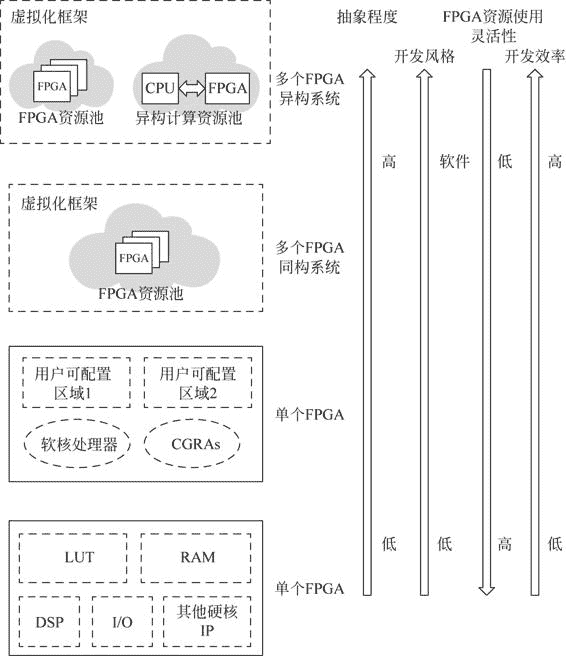 虚拟化框架
FPGA
FPGA资源池
CPU
FPGA
异构计算资源池
多个FPGA
异构系统
抽象程度
开发风格
FPGA资源使用
灵活性
开发效率
高
软件
低
高
虚拟化框架
FPGA
FPGA资源池
多个FPGA
同构系统
用户可配置
区域1
用户可配置
区域2
软核处理器
CGRAs
单个FPGA
低
低
高
低
LUT
RAM
DSP
I/O
其他硬核
IP
单个FPGA